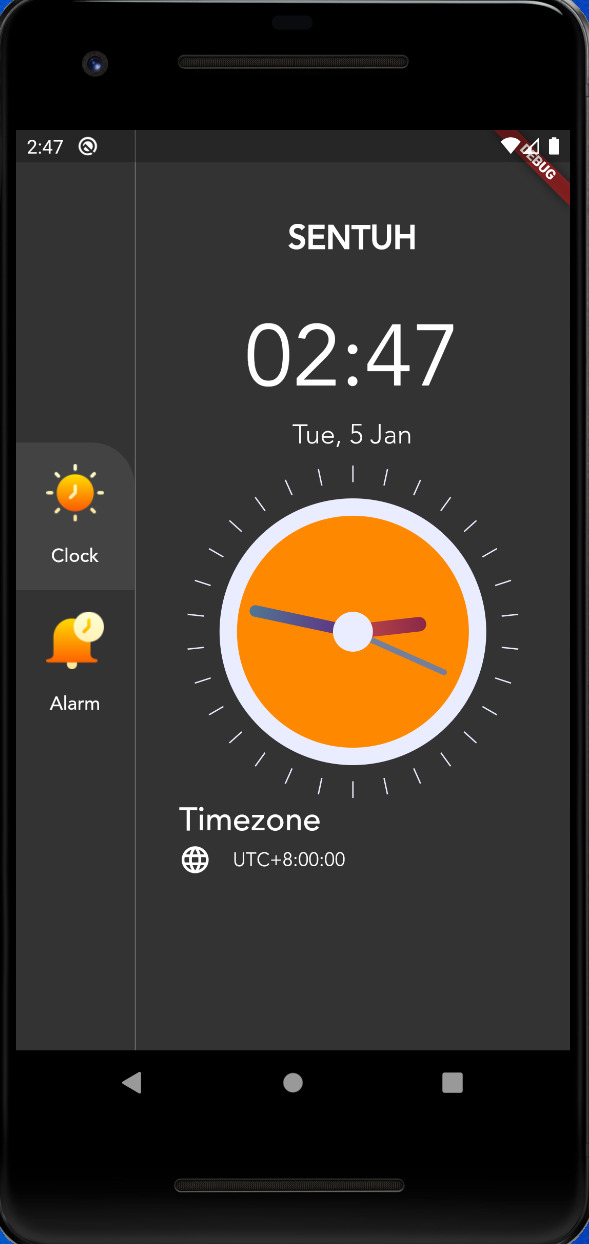 2:47
DEBUG
SENTUH
02:47
Tue, 5 Jan
Clock
Alarm
Timezone
UTC+8:00:00